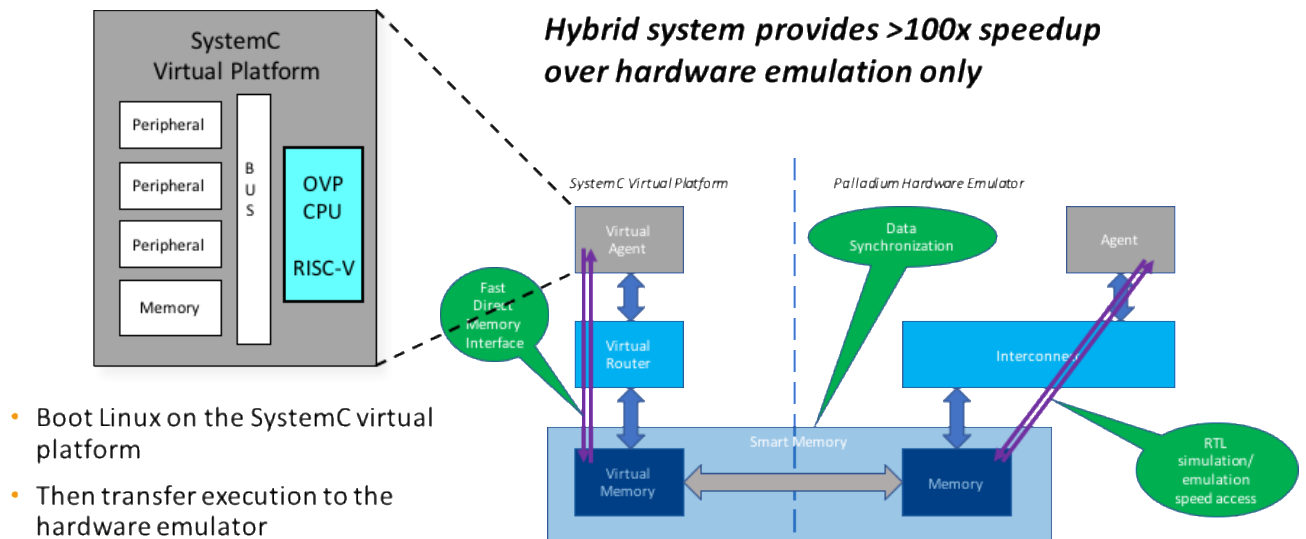 SystemC
Virtual Platform
Peripheral
Peripheral
Peripheral
Memory
BUS
OVP
CPU
RISC-V
Hybrid system provides >100x speedup
over hardware emulation only
SystemC Virtual Platform
Palladium Hardware Emulator
Virtual
Agent
Data
Synchronization
Agent
Fast
Direct
Memory
Interface
Virtual
Router
Interconnect
Smart Memory
Virtual
Memory
Memory
RTL
simulation/
emulation
speed access
• Boot Linux on the SystemC virtual
platform
• Then transfer execution to the
hardware emulator